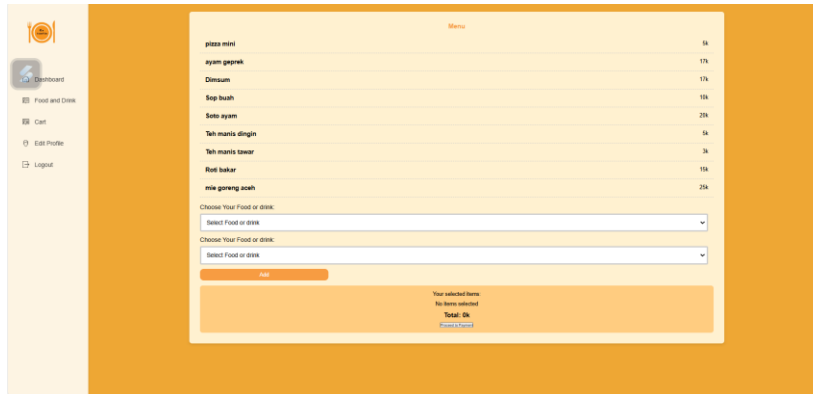 Dashboard
Food and Drink
Cart
Edit Profile
Logout
Menu
pizza mini 5k
ayam geprek 17k
Dimsum 17k
Sop buah 10k
Soto ayam 20k
Teh manis dingin 5k
Teh manis tawar 3k
Roti bakar 15k
mie goreng aceh 25k
Choose Your Food or drink:
Select Food or drink
Choose Your Food or drink:
Select Food or drink
Add
Your selected items:
No items selected
Total: 0k
Proceed to Payment